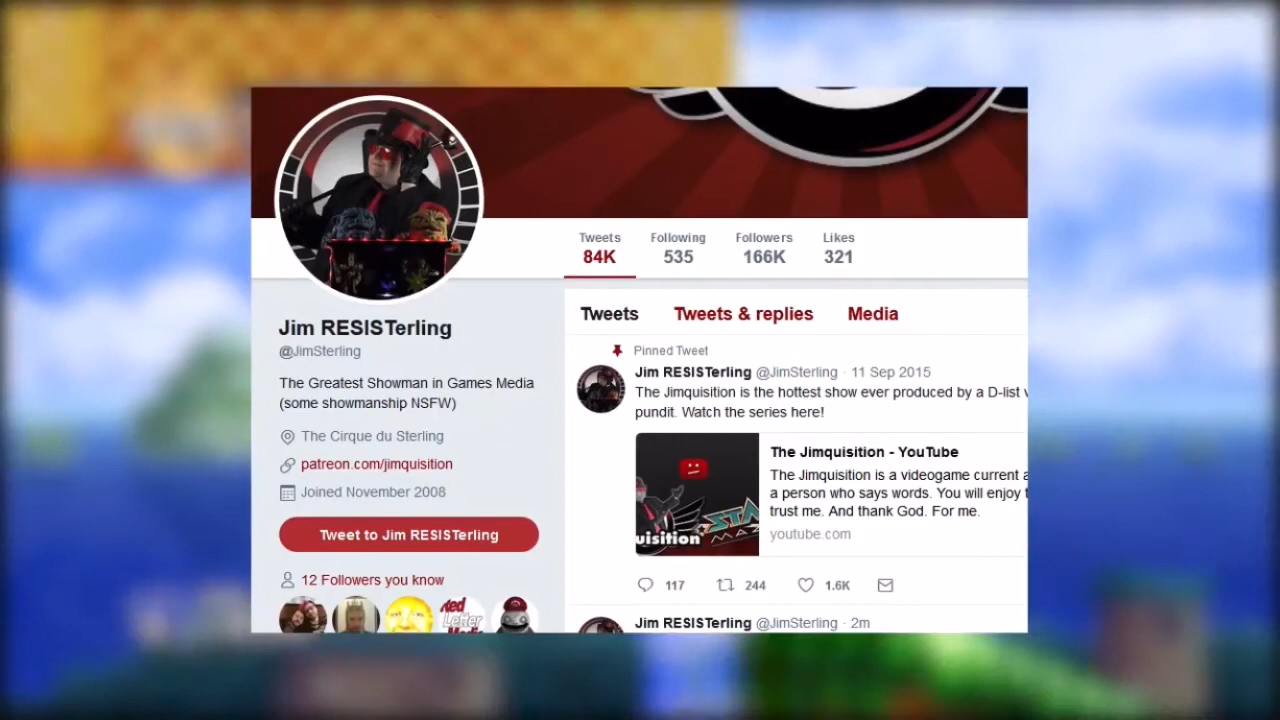 Tweets Following Followers Likes
84K 535 166K 321
Jim RESISTerling
@JimSterling
The Greatest Showman in Games Media
(some showmanship NSFW)
The Cirque du Sterling
patreon.com/jimquisition
Joined November 2008
Tweet to Jim RESISTerling
12 Followers you know
Red
Letter
Tweets Tweets & replies Media
Pinned Tweet
Jim RESISTerling @JimSterling · 11 Sep 2015
The Jimquisition is the hottest show ever produced by a D-list
pundit. Watch the series here!
uisition
STA
The Jimquisition - YouTube
The Jimquisition is a videogame current
a person who says words. You will enjoy
trust me. And thank God. For me.
youtube.com
117 244 1.6K
Jim RESISTerling @JimSterling · 2m